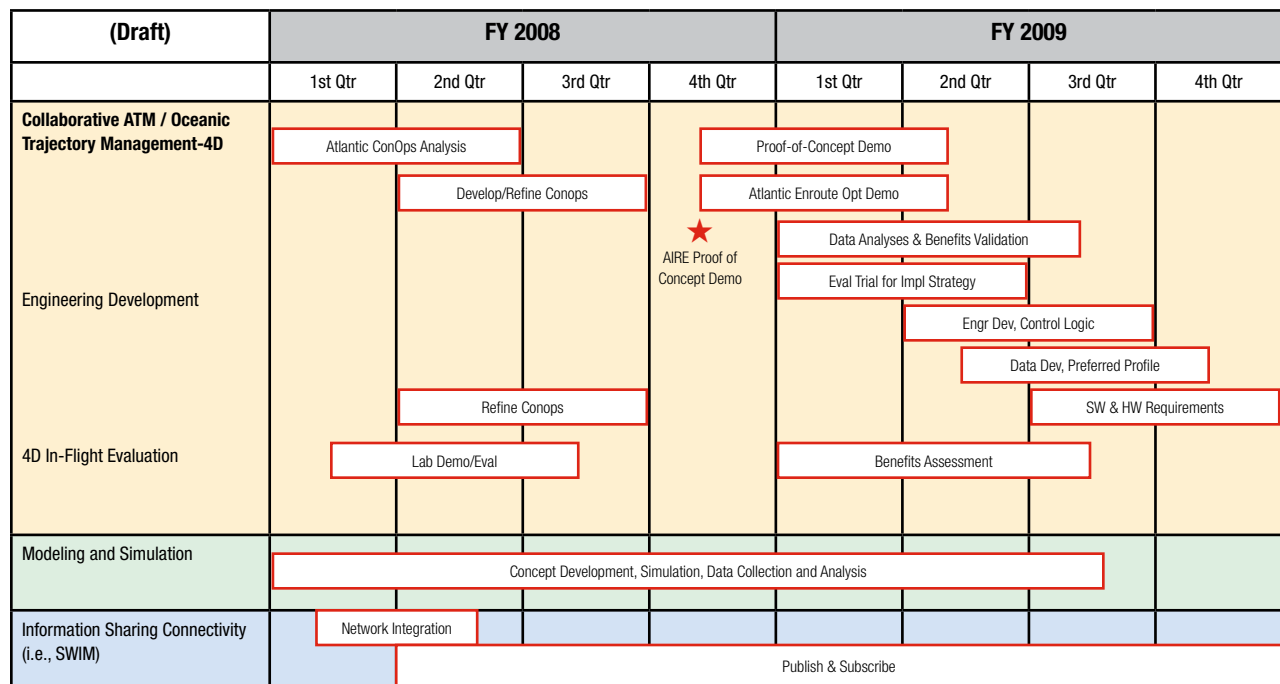 (Draft)
FY 2008
FY 2009
1st Qtr
2nd Qtr
3rd Qtr
4th Qtr
1st Qtr
2nd Qtr
3rd Qtr
4th Qtr
Collaborative ATM / Oceanic
Trajectory Management-4D
Atlantic ConOps Analysis
Proof-of-Concept Demo
Develop/Refine Conops
Atlantic Enroute Opt Demo
AIRE Proof of
Concept Demo
Data Analyses & Benefits Validation
Engineering Development
Eval Trial for Impl Strategy
Engr Dev, Control Logic
Data Dev, Preferred Profile
Refine Conops
SW & HW Requirements
4D In-Flight Evaluation
Lab Demo/Eval
Benefits Assessment
Modeling and Simulation
Concept Development, Simulation, Data Collection and Analysis
Information Sharing Connectivity
(i.e., SWIM)
Network Integration
Publish & Subscribe